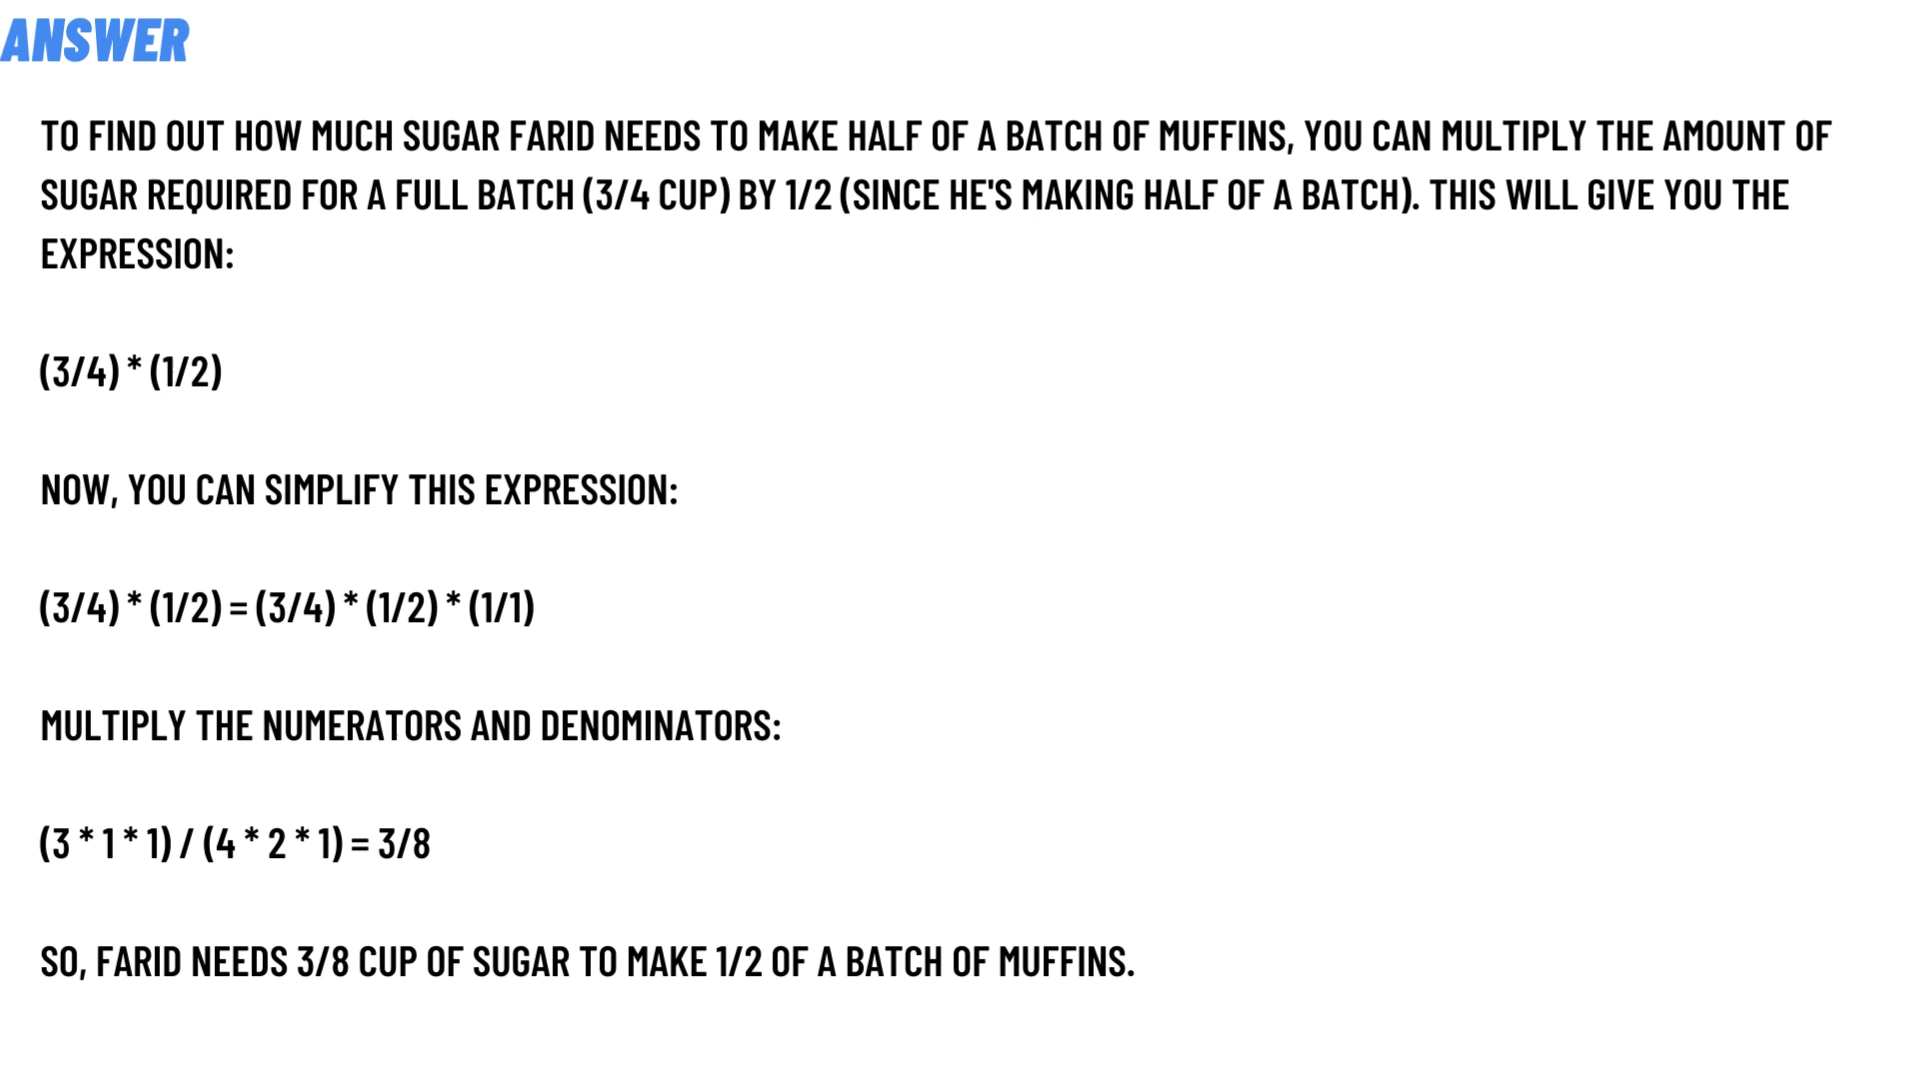 ANSWER
TO FIND OUT HOW MUCH SUGAR FARID NEEDS TO MAKE HALF OF A BATCH OF MUFFINS, YOU CAN MULTIPLY THE AMOUNT OF
SUGAR REQUIRED FOR A FULL BATCH (3/4 CUP) BY 1/2 (SINCE HE'S MAKING HALF OF A BATCH). THIS WILL GIVE YOU THE
EXPRESSION:
(3/4) * (1/2)
NOW, YOU CAN SIMPLIFY THIS EXPRESSION:
(3/4) * (1/2) = (3/4) * (1/2) * (1/1)
MULTIPLY THE NUMERATORS AND DENOMINATORS:
(3 * 1 * 1) / (4 * 2 * 1) = 3/8
SO, FARID NEEDS 3/8 CUP OF SUGAR TO MAKE 1/2 OF A BATCH OF MUFFINS.